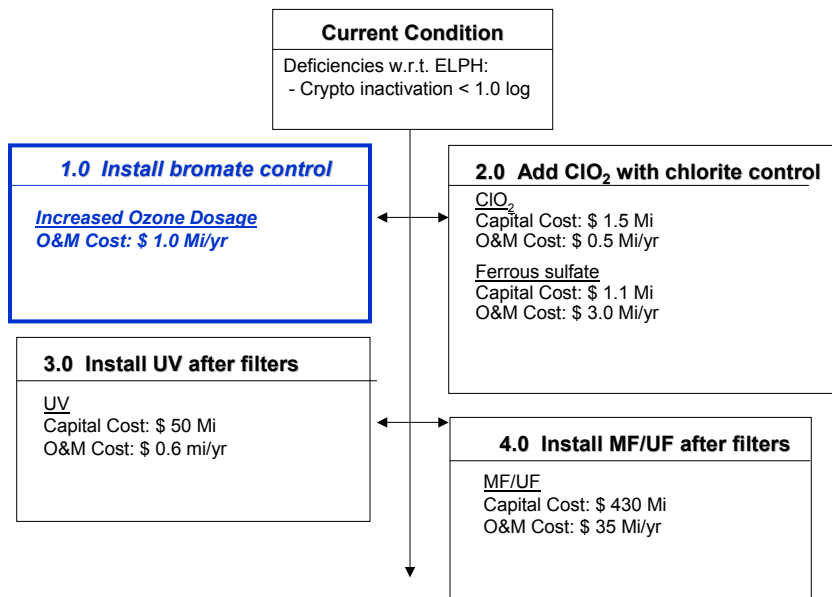 Current Condition
Deficiencies w.r.t. ELPH:
- Crypto inactivation < 1.0 log
1.0 Install bromate control
Increased Ozone Dosage
O&M Cost: $ 1.0 Mi/yr
2.0 Add ClO2 with chlorite control
ClO2
Capital Cost: $ 1.5 Mi
O&M Cost: $ 0.5 Mi/yr
Ferrous sulfate
Capital Cost: $ 1.1 Mi
O&M Cost: $ 3.0 Mi/yr
3.0 Install UV after filters
UV
Capital Cost: $ 50 Mi
O&M Cost: $ 0.6 mi/yr
4.0 Install MF/UF after filters
MF/UF
Capital Cost: $ 430 Mi
O&M Cost: $ 35 Mi/yr